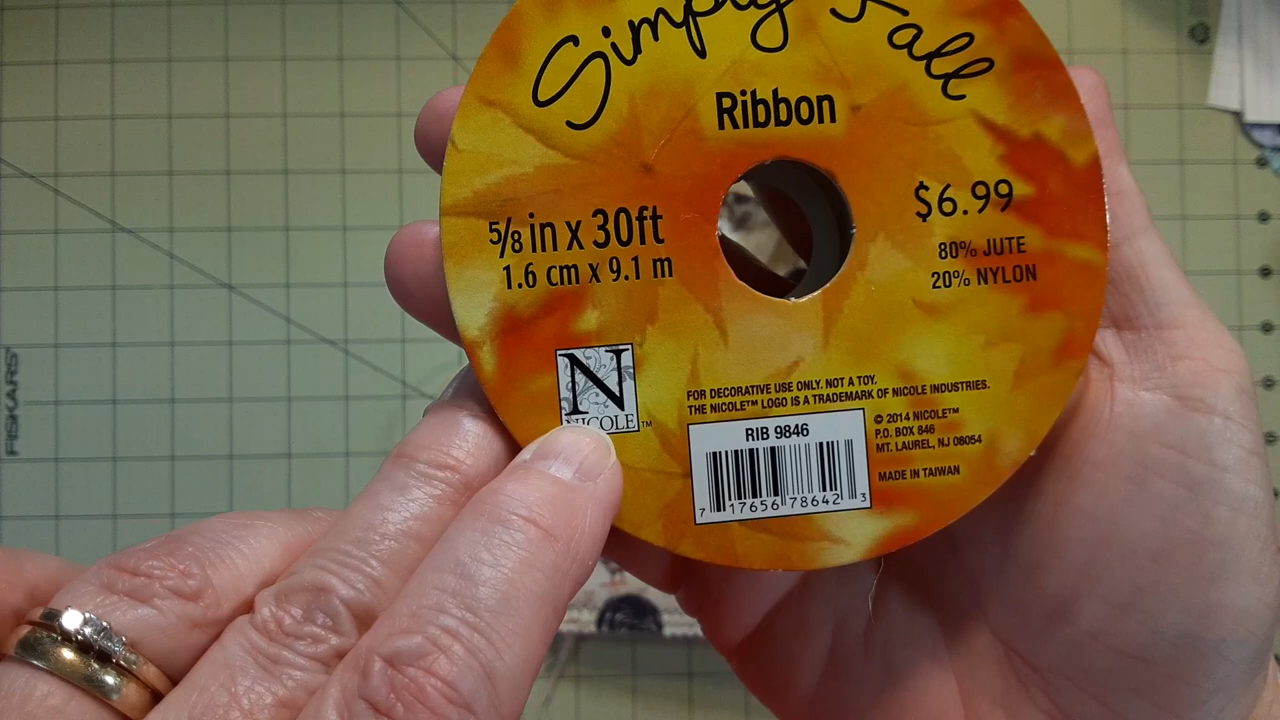 Simply Fall
Ribbon
5/8 in x 30ft
1.6 cm x 9.1 m
$6.99
80% JUTE
20% NYLON
N
NICOLE™
FOR DECORATIVE USE ONLY. NOT A TOY.
THE NICOLE™ LOGO IS A TRADEMARK OF NICOLE INDUSTRIES.
RIB 9846
7 17656 78642 3
© 2014 NICOLE™
P.O. BOX 846
MT. LAUREL, NJ 08054
MADE IN TAIWAN
FISKARS